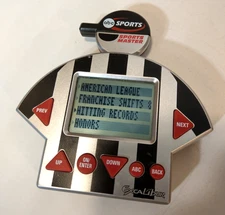 abc SPORTS
SPORTS
MASTER
AMERICAN LEAGUE
FRANCHISE SHIFTS &
HITTING RECORDS
HONORS
PREV
NEXT
UP
ON/
ENTER
DOWN
ABC
BACK
Excalibur